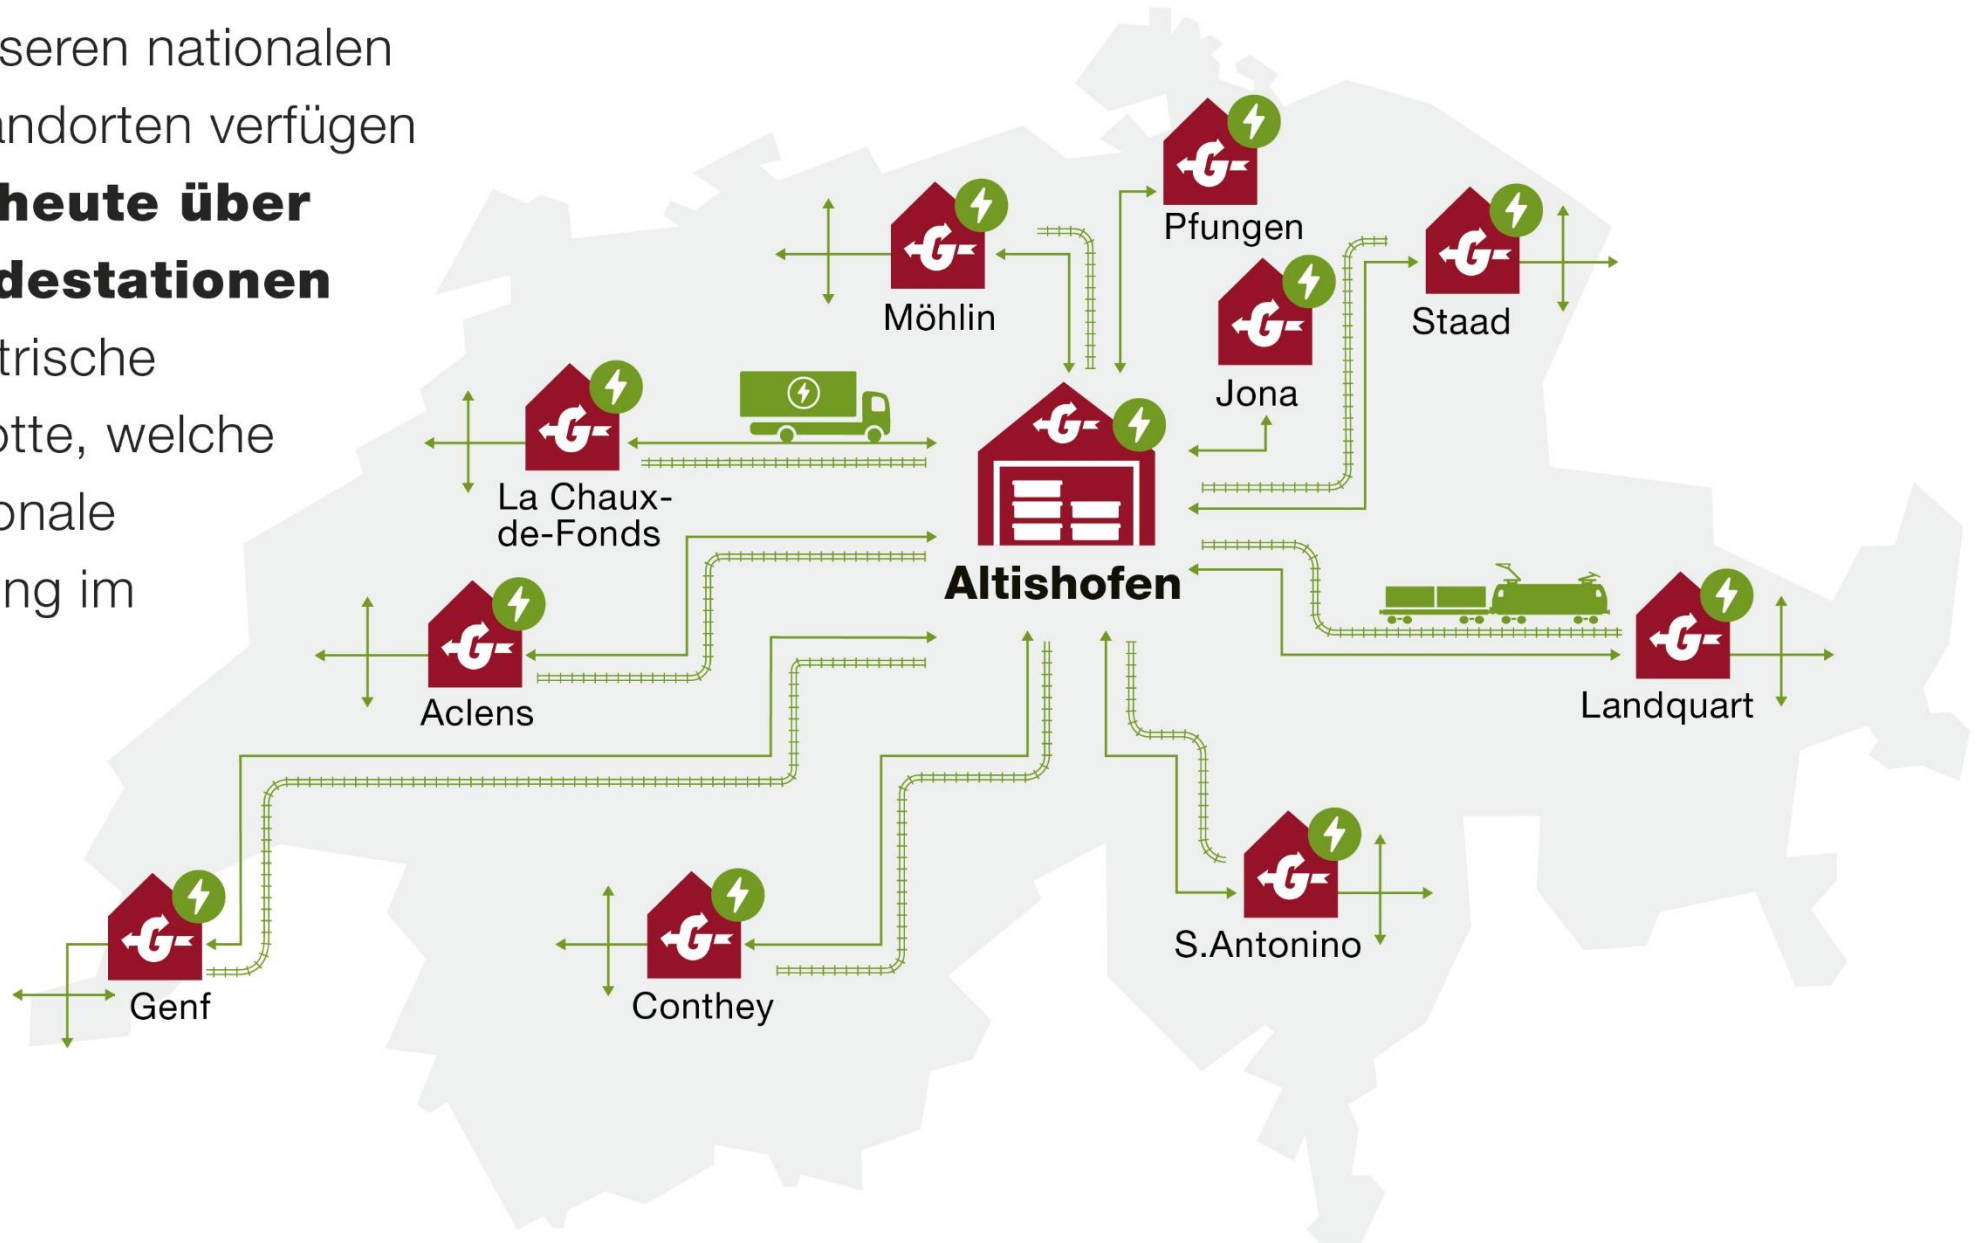 seren nationalen
andorten verfügen
heute über
destationen
trische
otte, welche
onale
ng im
Pfungen
Möhlin
Staad
Jona
La Chaux-
de-Fonds
Altishofen
Aclens
Landquart
S.Antonino
Genf
Conthey